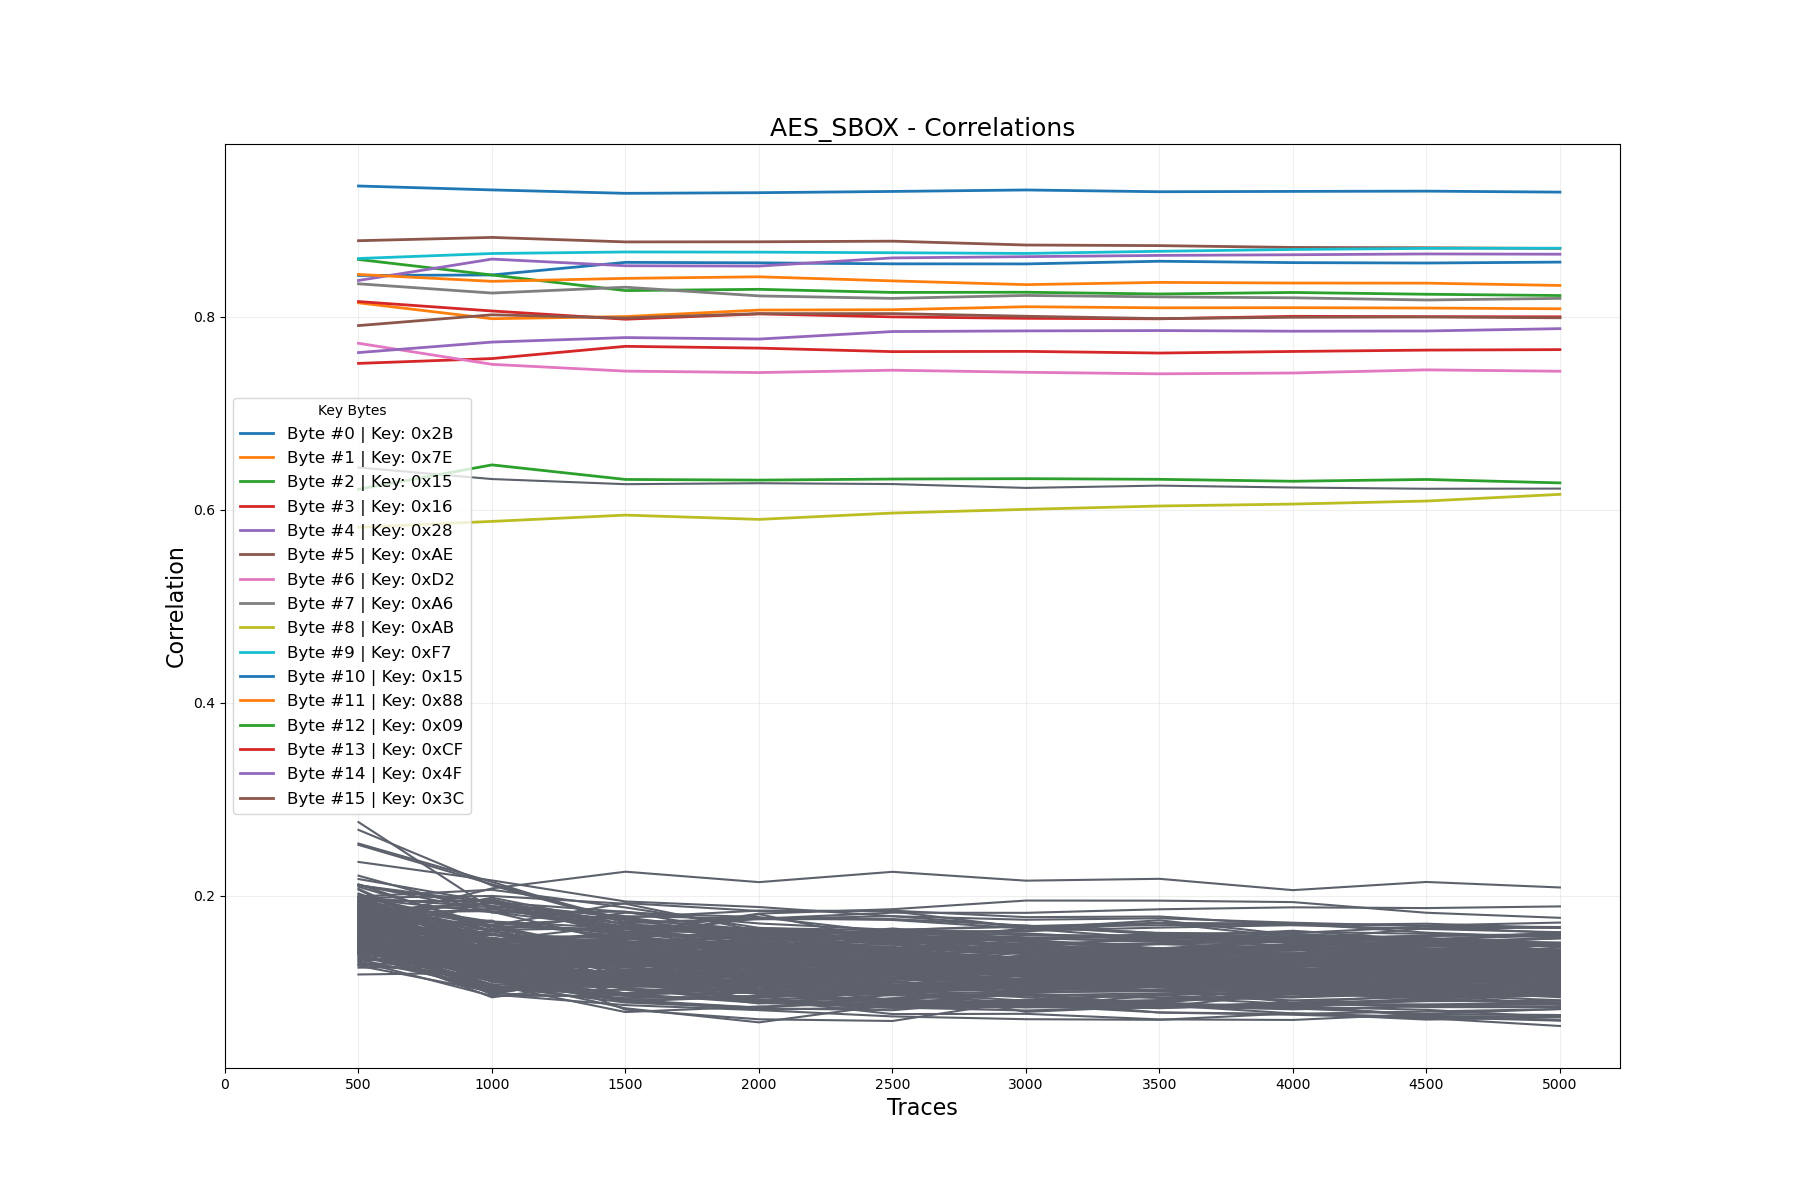 AES_SBOX - Correlations
0.8
0.6
0.4
0.2
Correlation
Key Bytes
Byte #0 | Key: 0x2B
Byte #1 | Key: 0x7E
Byte #2 | Key: 0x15
Byte #3 | Key: 0x16
Byte #4 | Key: 0x28
Byte #5 | Key: 0xAE
Byte #6 | Key: 0xD2
Byte #7 | Key: 0xA6
Byte #8 | Key: 0xAB
Byte #9 | Key: 0xF7
Byte #10 | Key: 0x15
Byte #11 | Key: 0x88
Byte #12 | Key: 0x09
Byte #13 | Key: 0xCF
Byte #14 | Key: 0x4F
Byte #15 | Key: 0x3C
0 500 1000 1500 2000 2500 3000 3500 4000 4500 5000
Traces